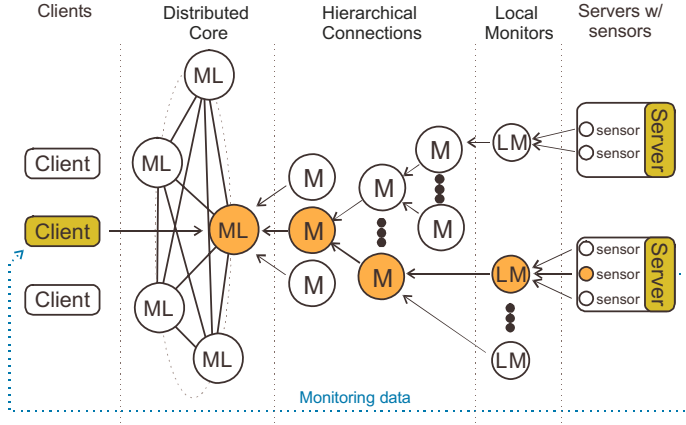 Clients
Distributed
Core
Hierarchical
Connections
Local
Monitors
Servers w/
sensors
ML
Client
ML
Client
ML
Client
ML
ML
M
M
M
M
M
M
M
LM
LM
LM
sensor
sensor
Server
sensor
sensor
sensor
Server
Monitoring data